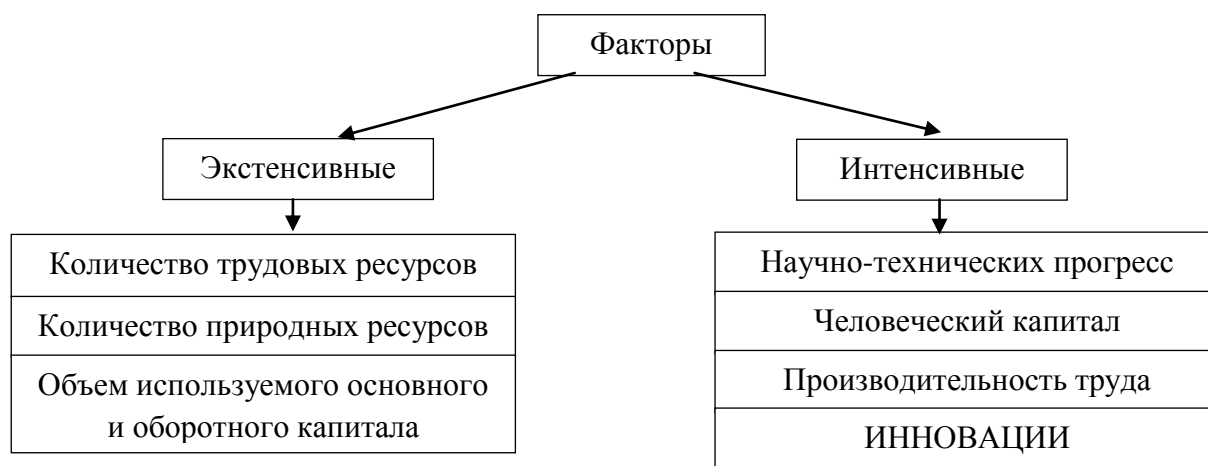 Факторы
Экстенсивные
Интенсивные
Количество трудовых ресурсов
Количество природных ресурсов
Объем используемого основного
и оборотного капитала
Научно-технических прогресс
Человеческий капитал
Производительность труда
ИННОВАЦИИ